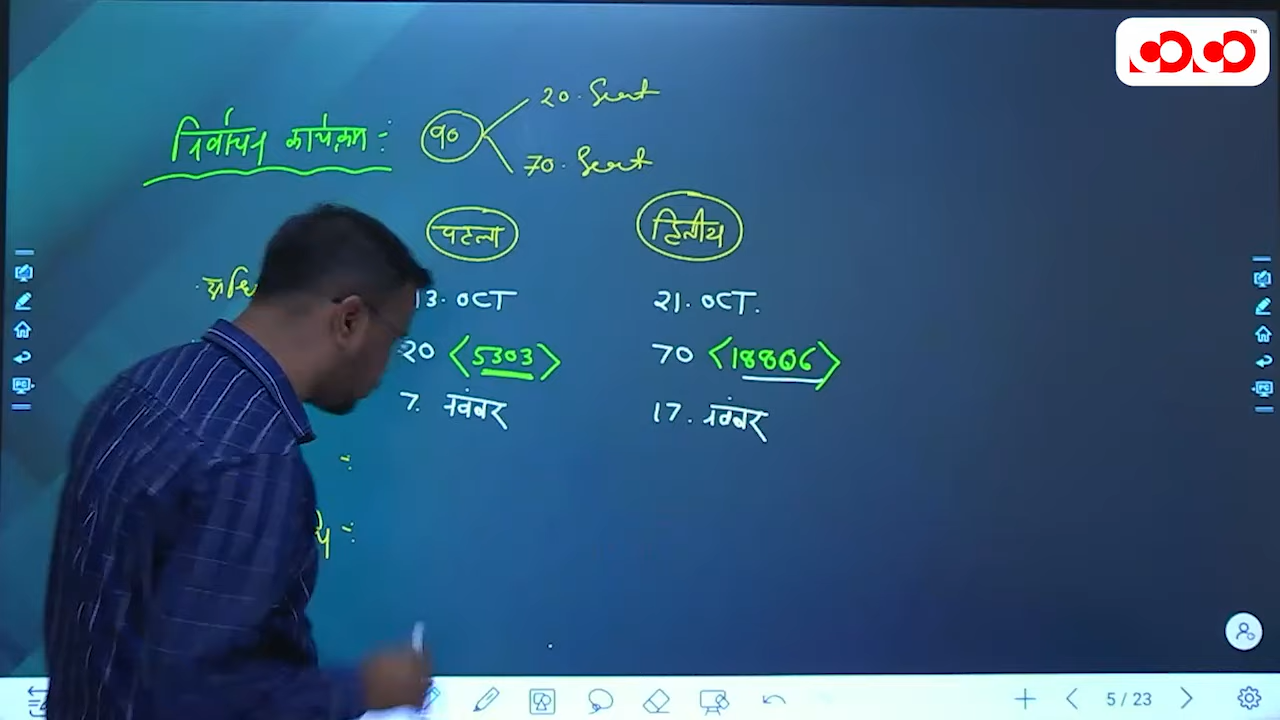 20. Seat
निर्वाचन कार्यक्रम :- 90
70. Seat
पहला द्वितीय
13. OCT 21. OCT.
20 <5303> 70 <18806>
7. नवंबर 17. नवंबर
5 / 23